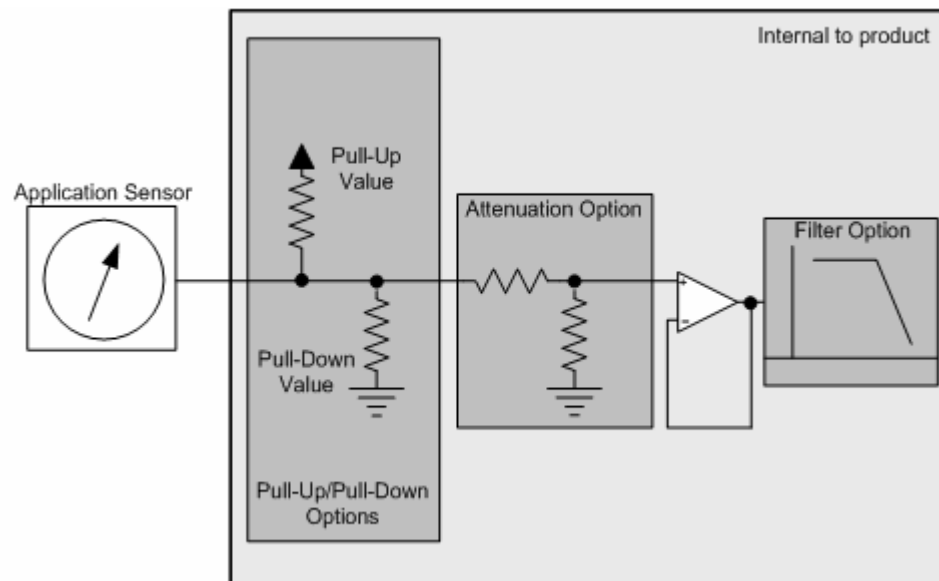 Internal to product
Pull-Up
Value
Application Sensor
Attenuation Option
Filter Option
+
-
Pull-Down
Value
Pull-Up/Pull-Down
Options